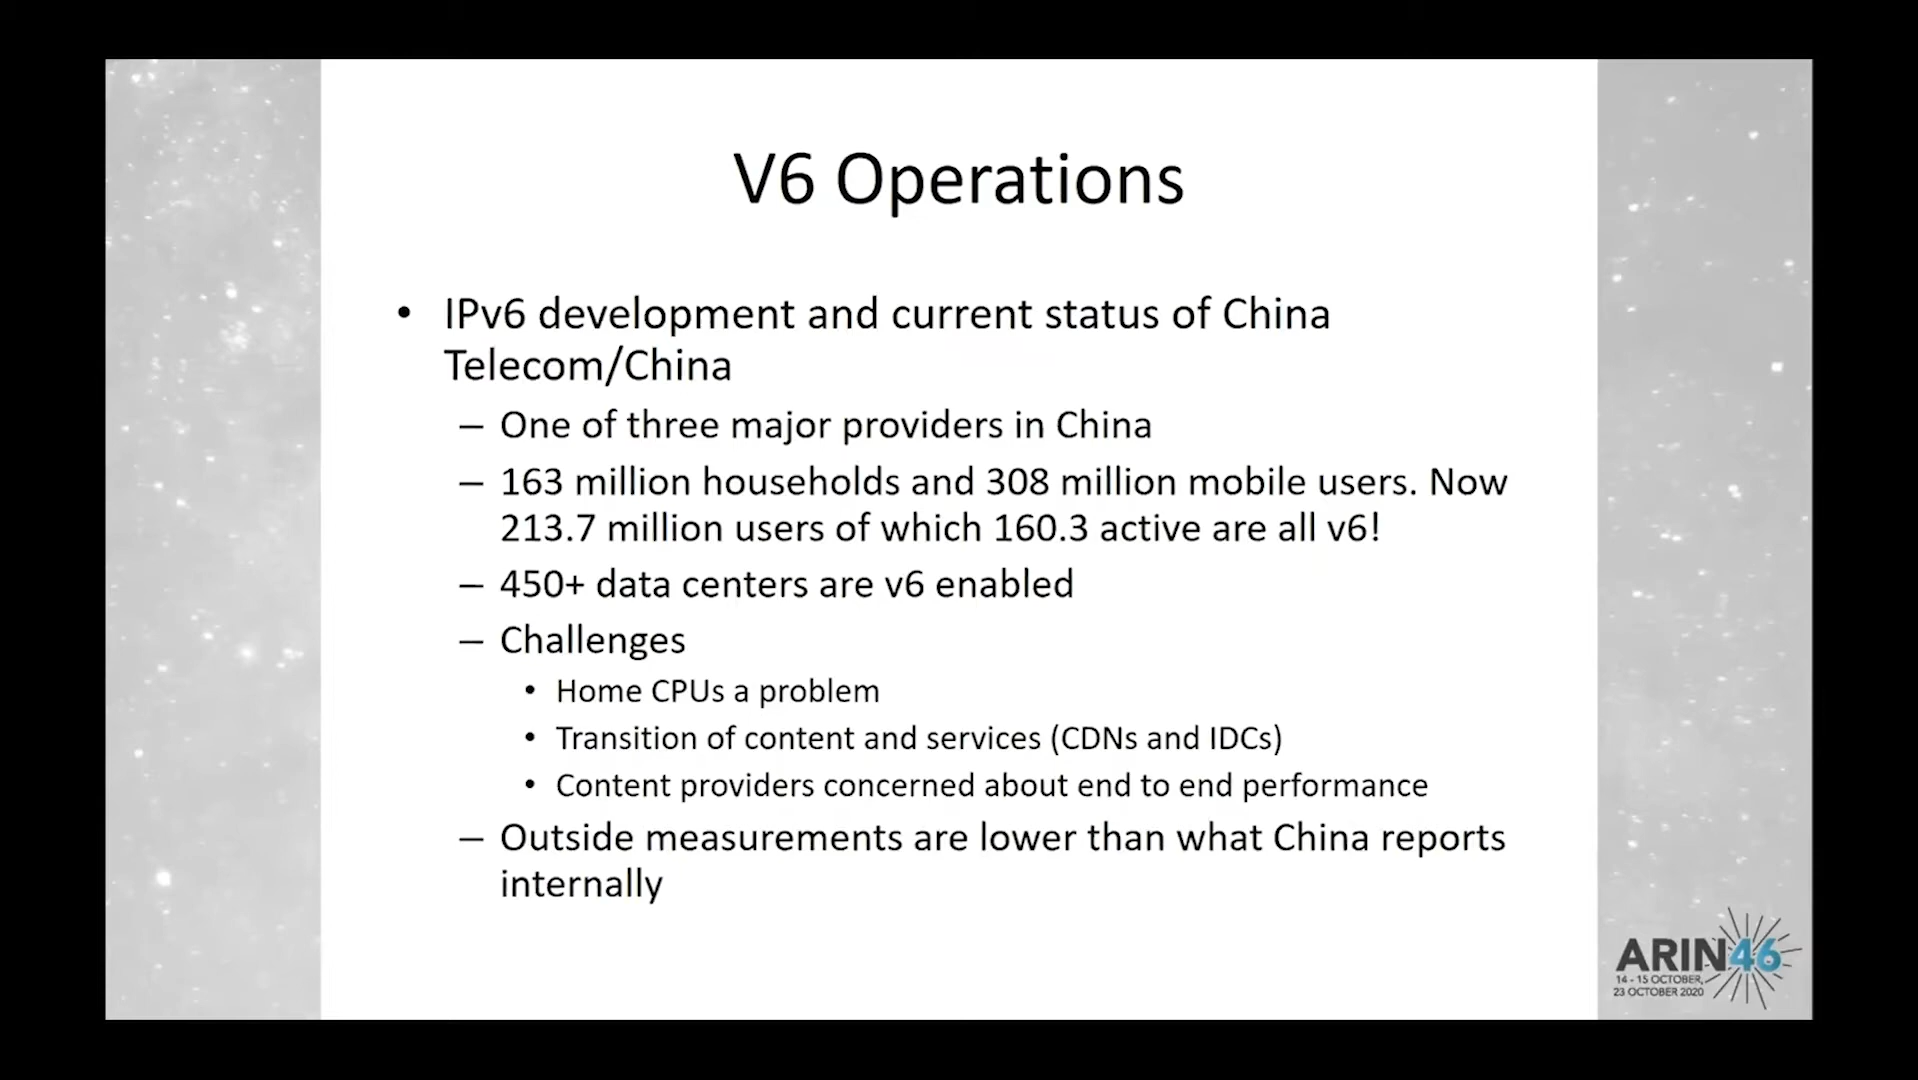 V6 Operations
• IPv6 development and current status of China
Telecom/China
– One of three major providers in China
– 163 million households and 308 million mobile users. Now
213.7 million users of which 160.3 active are all v6!
– 450+ data centers are v6 enabled
– Challenges
• Home CPUs a problem
• Transition of content and services (CDNs and IDCs)
• Content providers concerned about end to end performance
– Outside measurements are lower than what China reports
internally
ARIN46
14 - 15 OCTOBER,
23 OCTOBER 2020